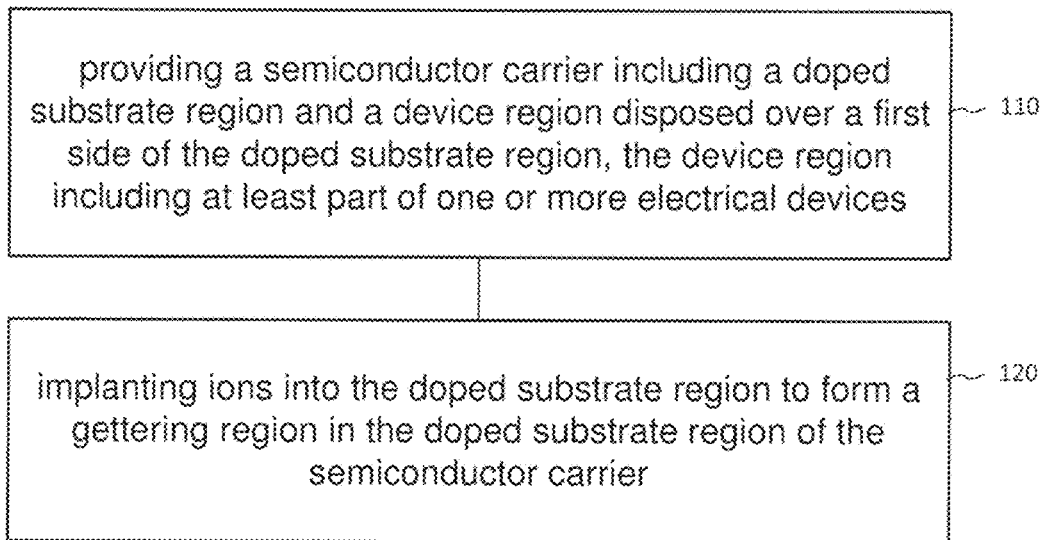 providing a semiconductor carrier including a doped
substrate region and a device region disposed over a first
side of the doped substrate region, the device region
including at least part of one or more electrical devices
110
implanting ions into the doped substrate region to form a
gettering region in the doped substrate region of the
semiconductor carrier
120